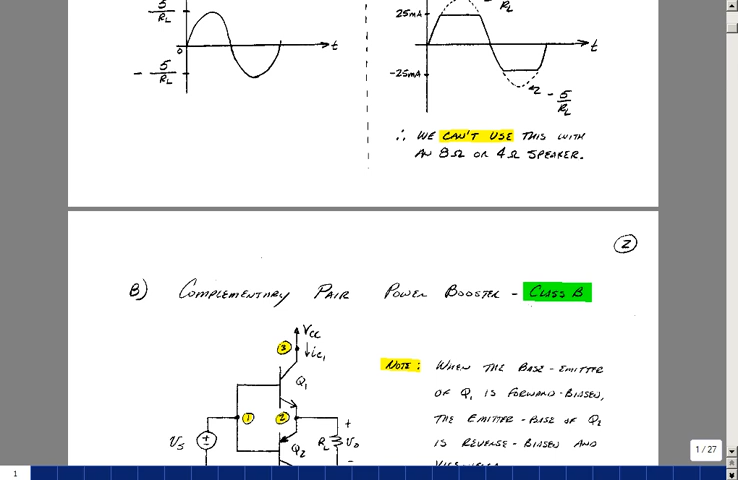 5
RL
0
t
- 5
RL
25mA
RL
t
-25mA
- 5
RL
∴ WE CAN'T USE THIS WITH
AN 8Ω OR 4Ω SPEAKER.
2
B) COMPLEMENTARY PAIR POWER BOOSTER - CLASS B
VCC
3 ↓ic1
Q1
1 2
VS + - RL + Vo -
Q2
NOTE: WHEN THE BASE-EMITTER
OF Q1 IS FORWARD-BIASED,
THE EMITTER-BASE OF Q2
IS REVERSE-BIASED AND
1 / 27
1